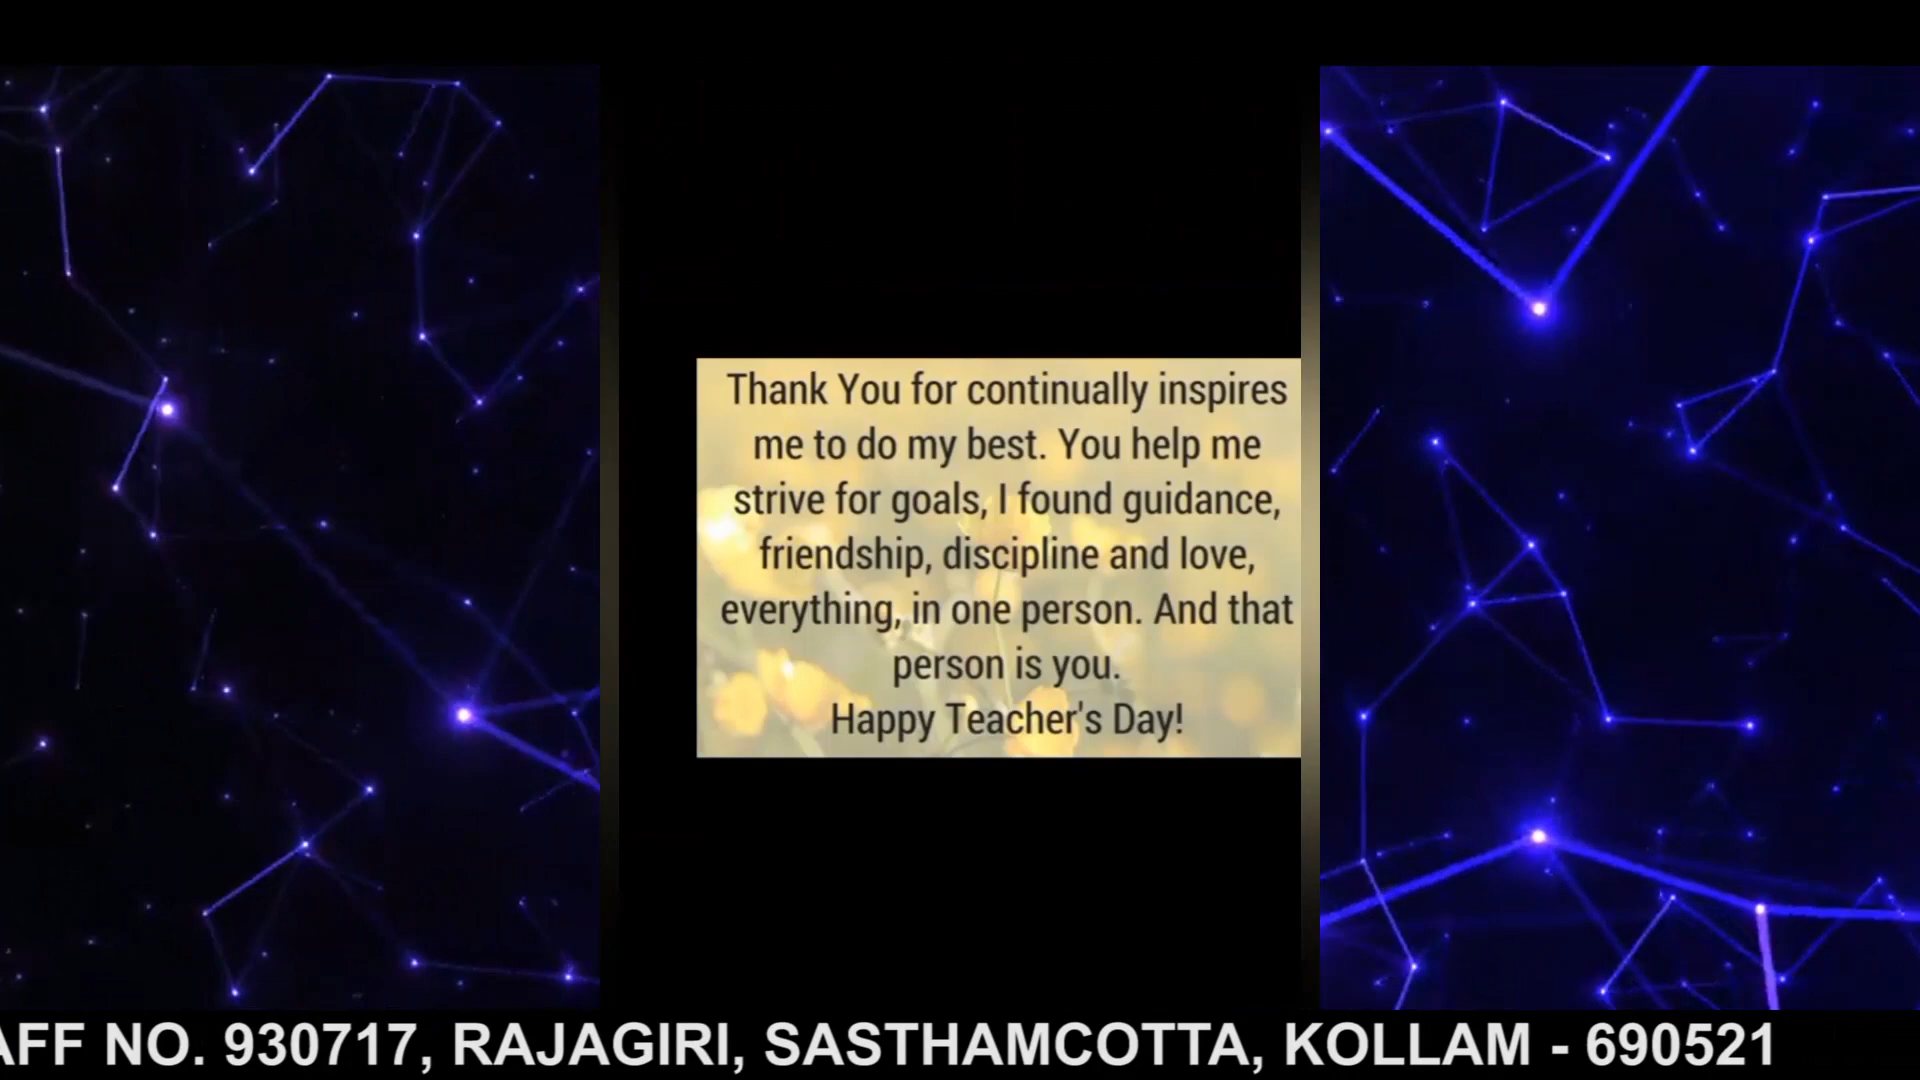 Thank You for continually inspires
me to do my best. You help me
strive for goals, I found guidance,
friendship, discipline and love,
everything, in one person. And that
person is you.
Happy Teacher's Day!
AFF NO. 930717, RAJAGIRI, SASTHAMCOTTA, KOLLAM - 690521